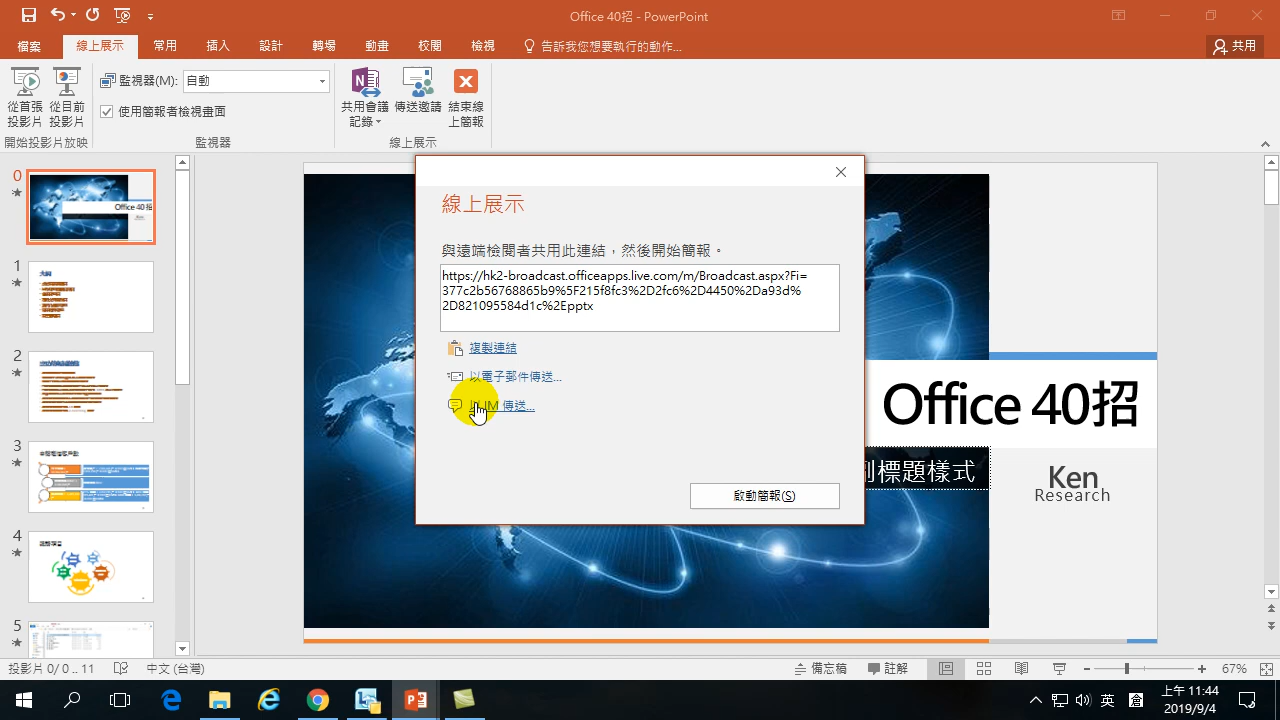 Office 40招 - PowerPoint
檔案
線上展示
常用
插入
設計
轉場
動畫
校閱
檢視
告訴我您想要執行的動作...
共用
從首張
投影片
從目前
投影片
開始投影片放映
監視器(M):
自動
使用簡報者檢視畫面
監視器
共用會議
記錄
傳送邀請
結束線
上簡報
線上展示
0
Office 40招
1
大綱
2
3
4
5
線上展示
與遠端檢閱者共用此連結，然後開始簡報。
https://hk2-broadcast.officeapps.live.com/m/Broadcast.aspx?Fi=
2D821095584d1c%2Epptx
複製連結
以電子郵件傳送...
以 IM 傳送...
啟動簡報(S)
Office 40招
副標題樣式
Ken
Research
投影片 0/ 0 .. 11
中文 (台灣)
備忘稿
註解
67%
英
上午 11:44
2019/9/4